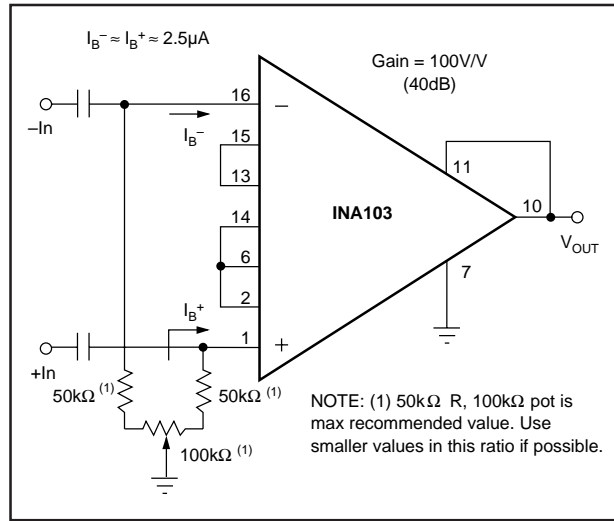 I_B⁻ ≈ I_B⁺ ≈ 2.5µA
Gain = 100V/V
(40dB)
–In
16
–
I_B⁻
15
13
11
INA103
14
10
6
V_OUT
7
2
I_B⁺
1
+
+In
50kΩ (1)
50kΩ (1)
100kΩ (1)
NOTE: (1) 50kΩ R, 100kΩ pot is
max recommended value. Use
smaller values in this ratio if possible.